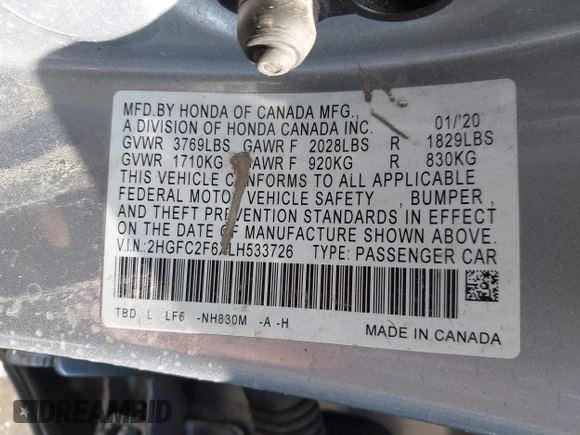 MFD.BY HONDA OF CANADA MFG., 01/'20
A DIVISION OF HONDA CANADA INC.
GVWR 3769LBS GAWR F 2028LBS R 1829LBS
GVWR 1710KG GAWR F 920KG R 830KG
THIS VEHICLE CONFORMS TO ALL APPLICABLE
FEDERAL MOTOR VEHICLE SAFETY , BUMPER ,
AND THEFT PREVENTION STANDARDS IN EFFECT
ON THE DATE OF MANUFACTURE SHOWN ABOVE.
V.I.N.: 2HGFC2F6XLH533726 TYPE: PASSENGER CAR
TBD L LF6 -NH830M -A -H
MADE IN CANADA
DREAMBID